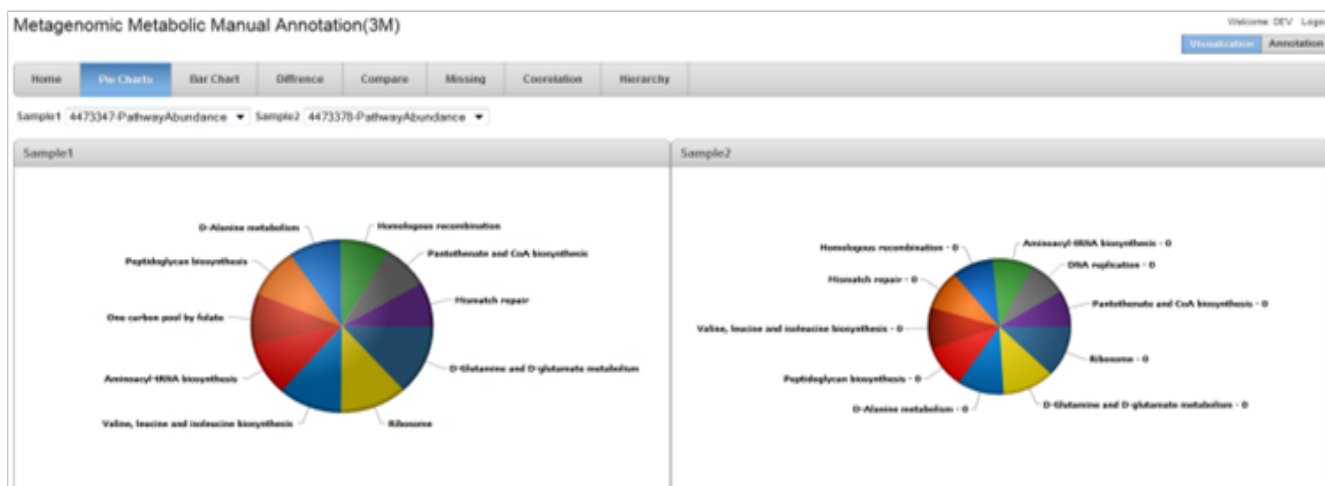 Metagenomic Metabolic Manual Annotation(3M)
Welcome DEV Logo
Visualization Annotation
Home Pie Charts Bar Chart Diffrence Compare Missing Coorelation Hierarchy
Sample1 4473347-PathwayAbundance Sample2 4473378-PathwayAbundance
Sample1
D-Alanine metabolism
Homologous recombination
Peptidoglycan biosynthesis
Pantothenate and CoA biosynthesis
One carbon pool by folate
Mismatch repair
Aminoacyl-tRNA biosynthesis
D-Glutamine and D-glutamate metabolism
Valine, leucine and isoleucine biosynthesis
Ribosome
Sample2
Homologous recombination - 0
Aminoacyl-tRNA biosynthesis - 0
Mismatch repair - 0
DNA replication - 0
Valine, leucine and isoleucine biosynthesis - 0
Pantothenate and CoA biosynthesis - 0
Peptidoglycan biosynthesis - 0
Ribosome - 0
D-Alanine metabolism - 0
D-Glutamine and D-glutamate metabolism - 0